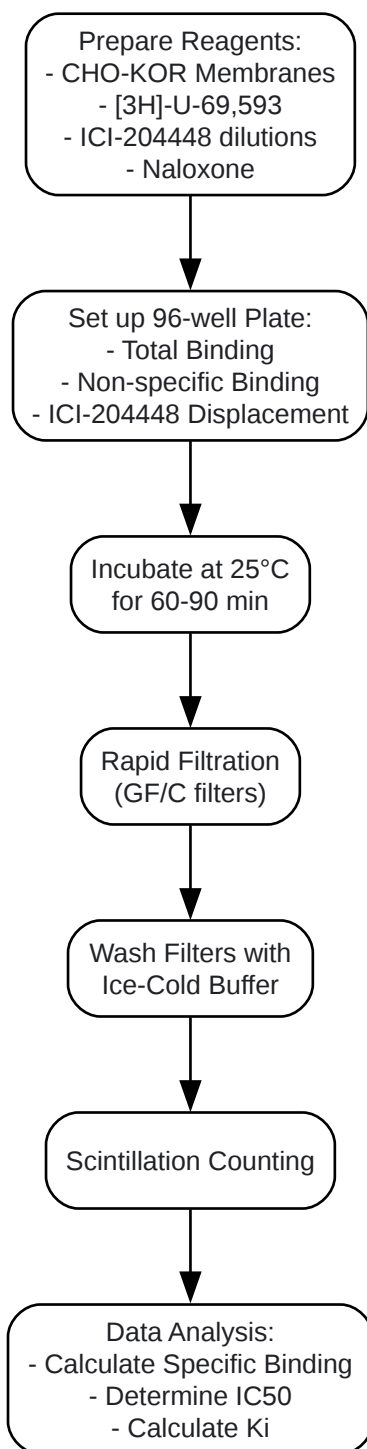 Prepare Reagents:
- CHO-KOR Membranes
- [3H]-U-69,593
- ICI-204448 dilutions
- Naloxone
Set up 96-well Plate:
- Total Binding
- Non-specific Binding
- ICI-204448 Displacement
Incubate at 25°C
for 60-90 min
Rapid Filtration
(GF/C filters)
Wash Filters with
Ice-Cold Buffer
Scintillation Counting
Data Analysis:
- Calculate Specific Binding
- Determine IC50
- Calculate Ki